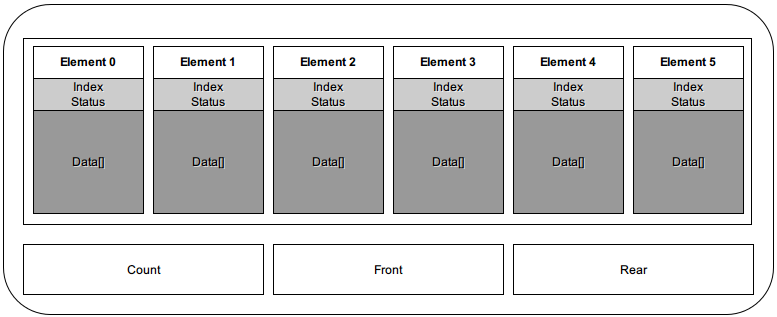 Element 0 Element 1 Element 2 Element 3 Element 4 Element 5
Index Index Index Index Index Index
Status Status Status Status Status Status
Data[] Data[] Data[] Data[] Data[] Data[]
Count Front Rear